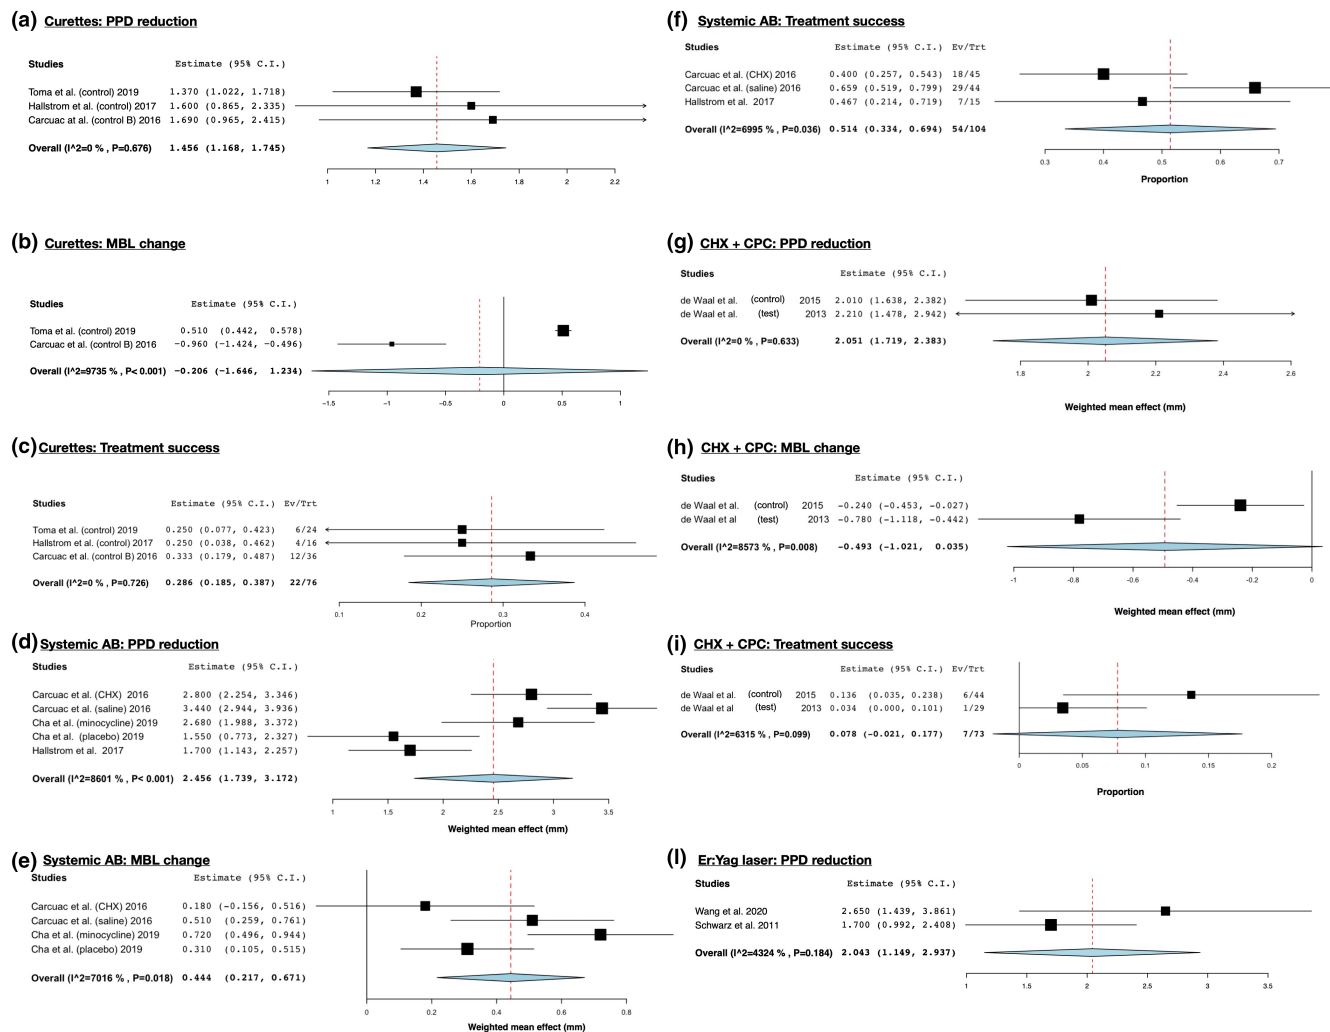 (a) Curettes: PPD reduction
Studies Estimate (95% C.I.)
Toma et al. (control) 2019 1.370 (1.022, 1.718)
Hallstrom et al. (control) 2017 1.600 (0.865, 2.335)
Carcuac at al. (control B) 2016 1.690 (0.965, 2.415)
Overall (I^2=0 % , P=0.676) 1.456 (1.168, 1.745)
1 1.2 1.4 1.6 1.8 2 2.2
(b) Curettes: MBL change
Studies Estimate (95% C.I.)
Toma et al. (control) 2019 0.510 (0.442, 0.578)
Carcuac et al. (control B) 2016 -0.960 (-1.424, -0.496)
Overall (I^2=9735 % , P< 0.001) -0.206 (-1.646, 1.234)
-1.5 -1 -0.5 0 0.5 1
(c) Curettes: Treatment success
Studies Estimate (95% C.I.) Ev/Trt
Toma et al. (control) 2019 0.250 (0.077, 0.423) 6/24
Hallstrom et al. (control) 2017 0.250 (0.038, 0.462) 4/16
Carcuac et al. (control B) 2016 0.333 (0.179, 0.487) 12/36
Overall (I^2=0 % , P=0.726) 0.286 (0.185, 0.387) 22/76
0.1 0.2 0.3 0.4
Proportion
(d) Systemic AB: PPD reduction
Studies Estimate (95% C.I.)
Carcuac et al. (CHX) 2016 2.800 (2.254, 3.346)
Carcuac et al. (saline) 2016 3.440 (2.944, 3.936)
Cha et al. (minocycline) 2019 2.680 (1.988, 3.372)
Cha et al. (placebo) 2019 1.550 (0.773, 2.327)
Hallstrom et al. 2017 1.700 (1.143, 2.257)
Overall (I^2=8601 % , P< 0.001) 2.456 (1.739, 3.172)
1 1.5 2 2.5 3 3.5
Weighted mean effect (mm)
(e) Systemic AB: MBL change
Studies Estimate (95% C.I.)
Carcuac et al. (CHX) 2016 0.180 (-0.156, 0.516)
Carcuac et al. (saline) 2016 0.510 (0.259, 0.761)
Cha et al. (minocycline) 2019 0.720 (0.496, 0.944)
Cha et al. (placebo) 2019 0.310 (0.105, 0.515)
Overall (I^2=7016 % , P=0.018) 0.444 (0.217, 0.671)
0 0.2 0.4 0.6 0.8
Weighted mean effect (mm)
(f) Systemic AB: Treatment success
Studies Estimate (95% C.I.) Ev/Trt
Carcuac et al. (CHX) 2016 0.400 (0.257, 0.543) 18/45
Carcuac et al. (saline) 2016 0.659 (0.519, 0.799) 29/44
Hallstrom et al. 2017 0.467 (0.214, 0.719) 7/15
Overall (I^2=6995 % , P=0.036) 0.514 (0.334, 0.694) 54/104
0.3 0.4 0.5 0.6 0.7
Proportion
(g) CHX + CPC: PPD reduction
Studies Estimate (95% C.I.)
de Waal et al. (control) 2015 2.010 (1.638, 2.382)
de Waal et al. (test) 2013 2.210 (1.478, 2.942)
Overall (I^2=0 % , P=0.633) 2.051 (1.719, 2.383)
1.8 2 2.2 2.4 2.6
Weighted mean effect (mm)
(h) CHX + CPC: MBL change
Studies Estimate (95% C.I.)
de Waal et al. (control) 2015 -0.240 (-0.453, -0.027)
de Waal et al (test) 2013 -0.780 (-1.118, -0.442)
Overall (I^2=8573 % , P=0.008) -0.493 (-1.021, 0.035)
-1 -0.8 -0.6 -0.4 -0.2 0
Weighted mean effect (mm)
(i) CHX + CPC: Treatment success
Studies Estimate (95% C.I.) Ev/Trt
de Waal et al. (control) 2015 0.136 (0.035, 0.238) 6/44
de Waal et al (test) 2013 0.034 (0.000, 0.101) 1/29
Overall (I^2=6315 % , P=0.099) 0.078 (-0.021, 0.177) 7/73
0 0.05 0.1 0.15 0.2
Proportion
(l) Er:Yag laser: PPD reduction
Studies Estimate (95% C.I.)
Wang et al. 2020 2.650 (1.439, 3.861)
Schwarz et al. 2011 1.700 (0.992, 2.408)
Overall (I^2=4324 % , P=0.184) 2.043 (1.149, 2.937)
1 1.5 2 2.5 3 3.5